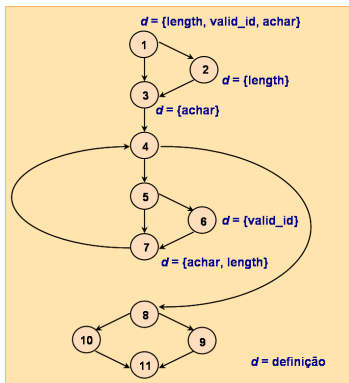 d = {length, valid_id, achar}
1
2
d = {length}
3
d = {achar}
4
5
6
d = {valid_id}
7
d = {achar, length}
8
10
9
11
d = definição